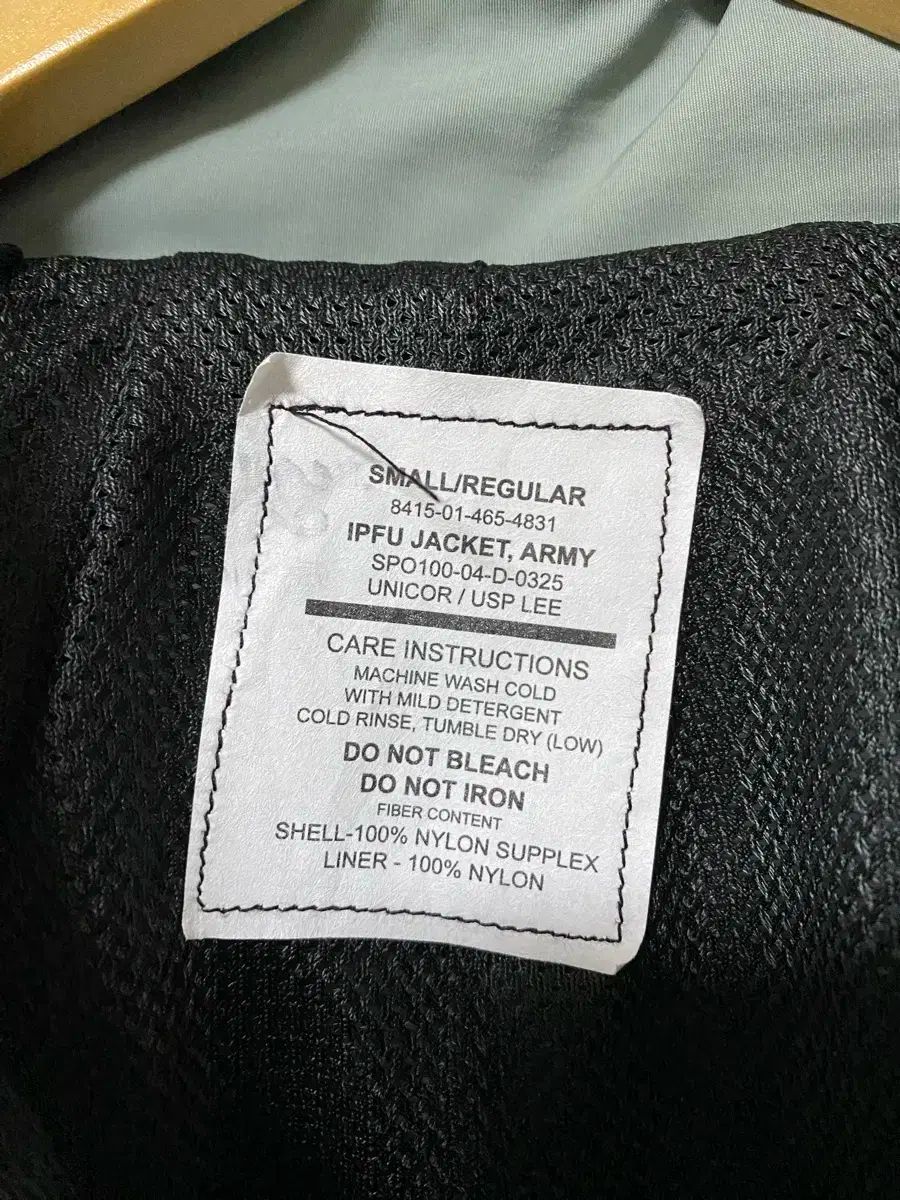 SMALL/REGULAR
8415-01-465-4831
IPFU JACKET, ARMY
SPO100-04-D-0325
UNICOR / USP LEE
CARE INSTRUCTIONS
MACHINE WASH COLD
WITH MILD DETERGENT
COLD RINSE, TUMBLE DRY (LOW)
DO NOT BLEACH
DO NOT IRON
FIBER CONTENT
SHELL-100% NYLON SUPPLEX
LINER - 100% NYLON